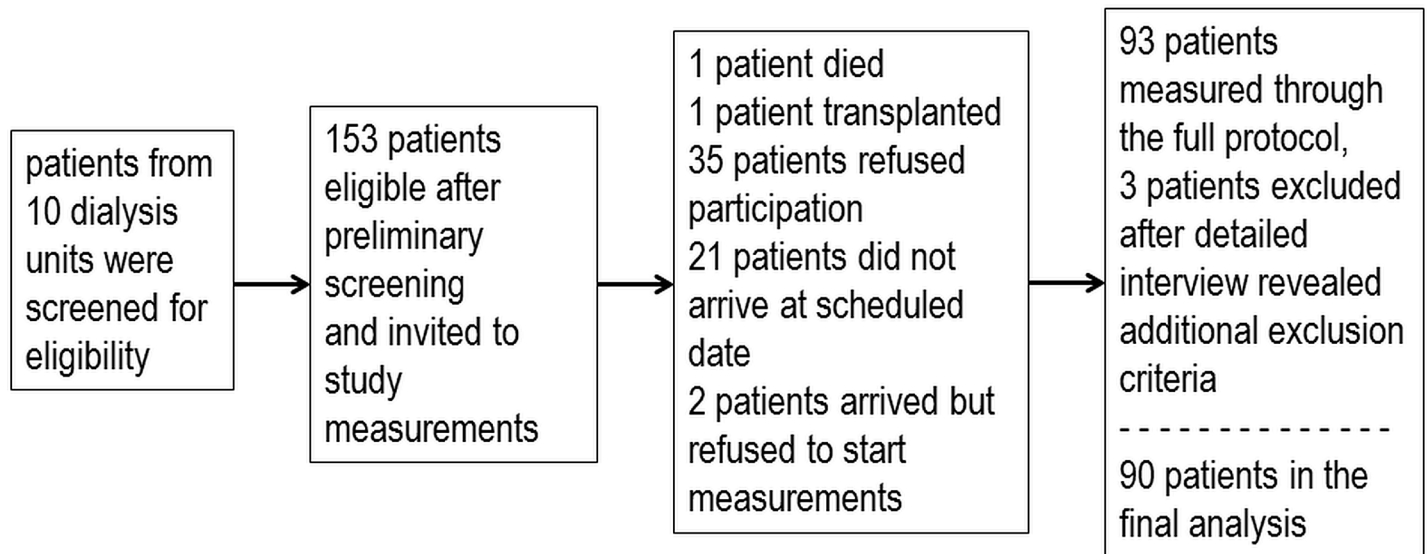 patients from
10 dialysis
units were
screened for
eligibility
153 patients
eligible after
preliminary
screening
and invited to
study
measurements
1 patient died
1 patient transplanted
35 patients refused
participation
21 patients did not
arrive at scheduled
date
2 patients arrived but
refused to start
measurements
93 patients
measured through
the full protocol,
3 patients excluded
after detailed
interview revealed
additional exclusion
criteria
- - - - - - - - - - - - - -
90 patients in the
final analysis